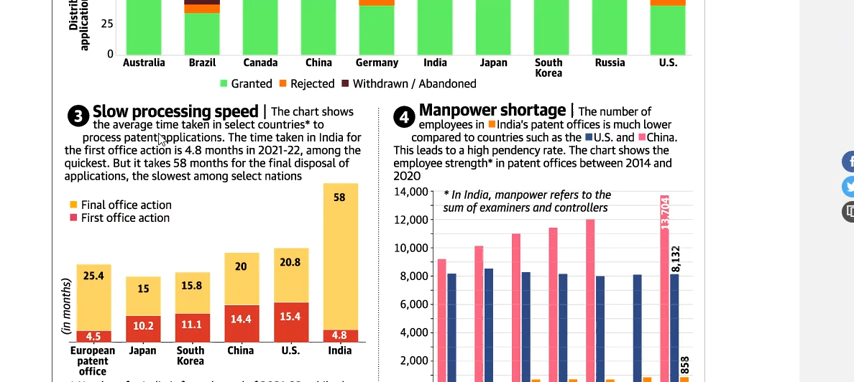 Distrib
applicatio
25
0
Australia Brazil Canada China Germany India Japan South Korea Russia U.S.
Granted Rejected Withdrawn / Abandoned
3 Slow processing speed | The chart shows
the average time taken in select countries* to
process patent applications. The time taken in India for
the first office action is 4.8 months in 2021-22, among the
quickest. But it takes 58 months for the final disposal of
applications, the slowest among select nations
Final office action
First office action
(in months)
25.4 15 15.8 20 20.8 58
4.5 10.2 11.1 14.4 15.4 4.8
European patent office Japan South Korea China U.S. India
4 Manpower shortage | The number of
employees in India's patent offices is much lower
compared to countries such as the U.S. and China.
This leads to a high pendency rate. The chart shows the
employee strength* in patent offices between 2014 and
2020
* In India, manpower refers to the
sum of examiners and controllers
14,000
12,000
10,000
8,000
6,000
4,000
2,000
13,704
8,132
858